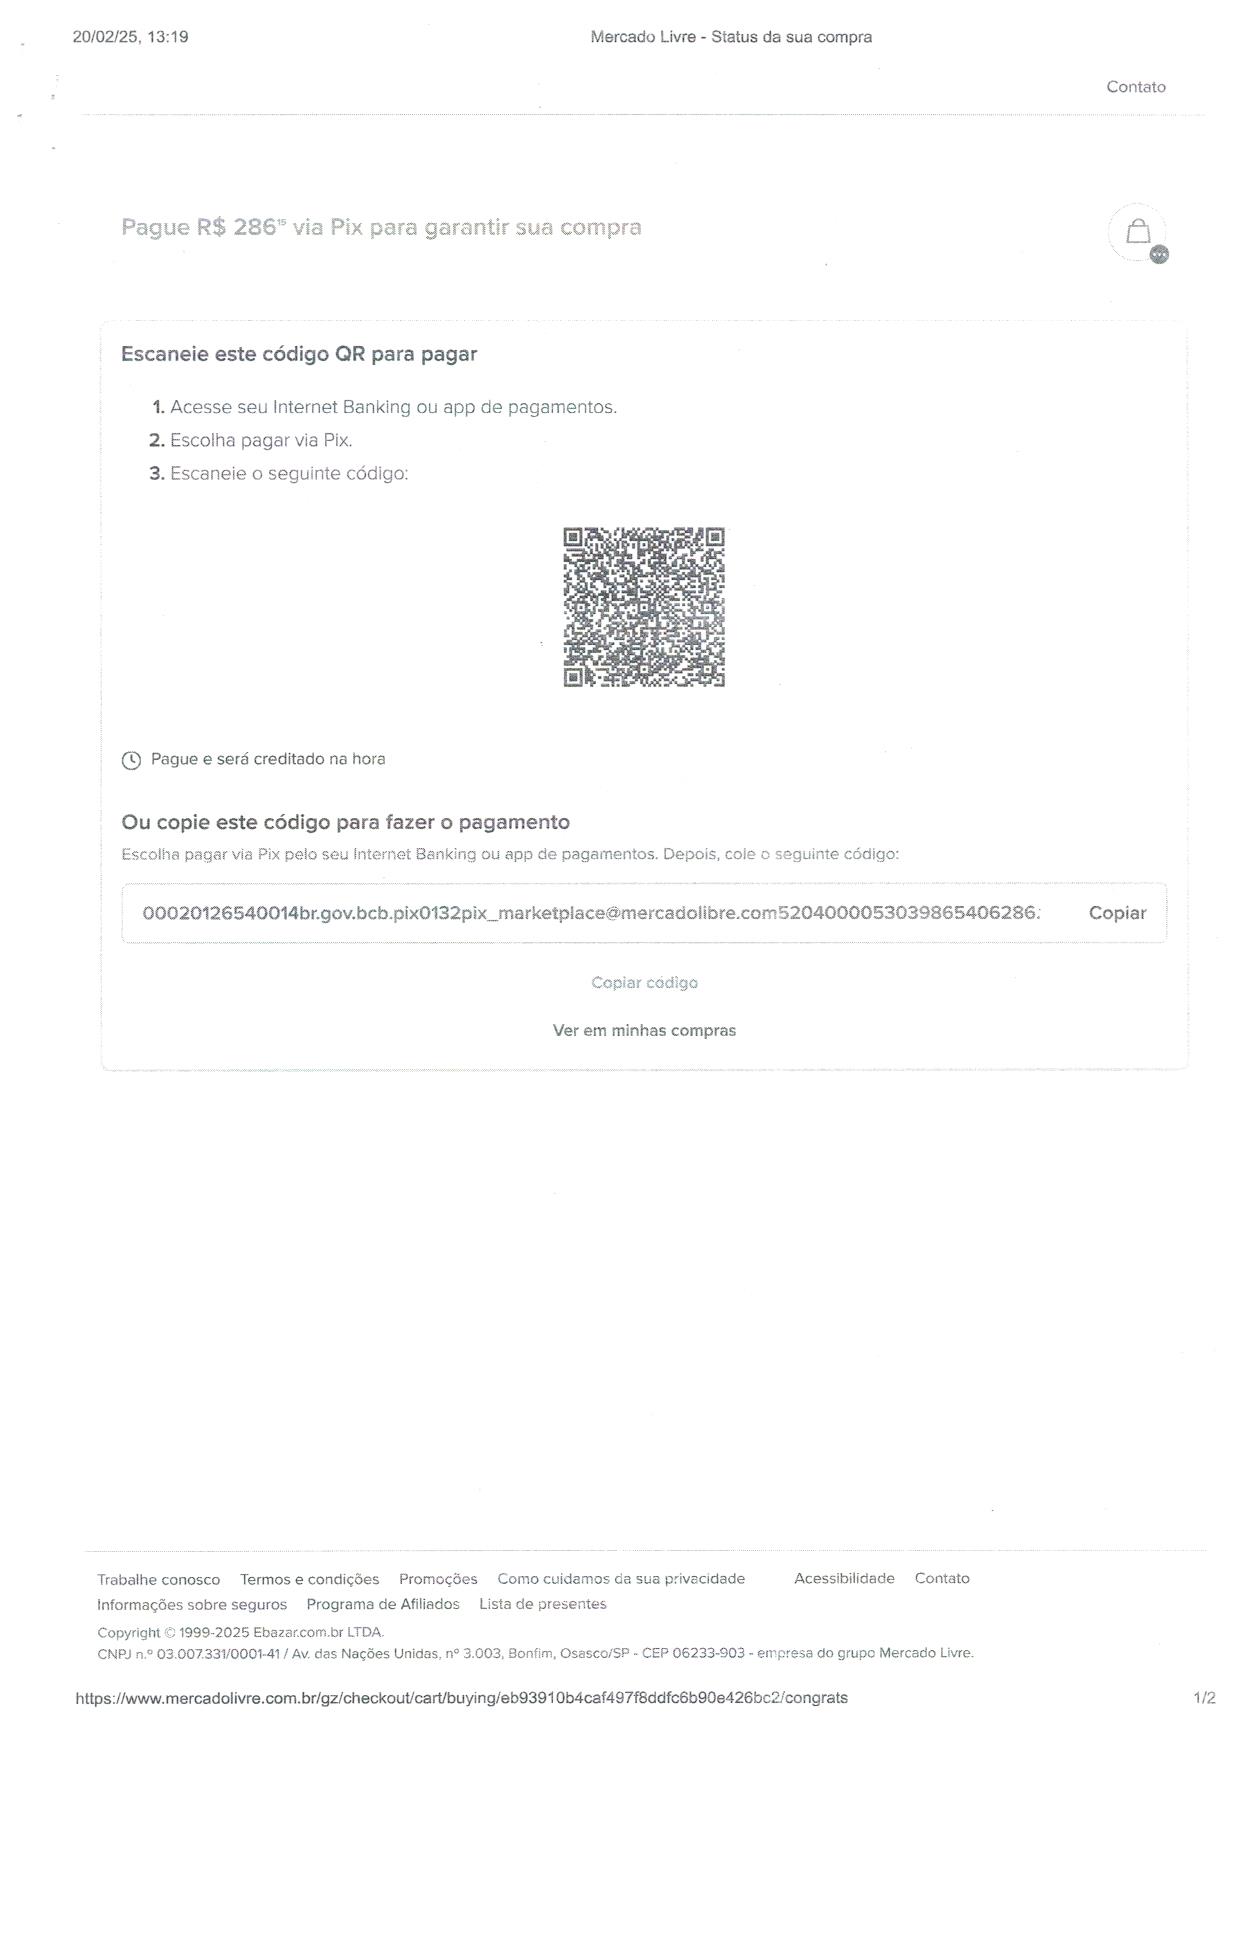 20/02/25, 13:19
Mercado Livre - Status da sua compra
Contato
Pague R$ 286¹⁵ via Pix para garantir sua compra
Escaneie este código QR para pagar
1. Acesse seu Internet Banking ou app de pagamentos.
2. Escolha pagar via Pix.
3. Escaneie o seguinte código:
Pague e será creditado na hora
Ou copie este código para fazer o pagamento
Escolha pagar via Pix pelo seu Internet Banking ou app de pagamentos. Depois, cole o seguinte código:
00020126540014br.gov.bcb.pix0132pix_marketplace@mercadolibre.com5204000053039865406286. Copiar
Copiar código
Ver em minhas compras
Trabalhe conosco Termos e condições Promoções Como cuidamos da sua privacidade Acessibilidade Contato
Informações sobre seguros Programa de Afiliados Lista de presentes
Copyright © 1999-2025 Ebazar.com.br LTDA.
CNPJ n.º 03.007.331/0001-41 / Av. das Nações Unidas, nº 3.003, Bonfim, Osasco/SP - CEP 06233-903 - empresa do grupo Mercado Livre.
https://www.mercadolivre.com.br/gz/checkout/cart/buying/eb93910b4caf497f8ddfc6b90e426bc2/congrats
1/2